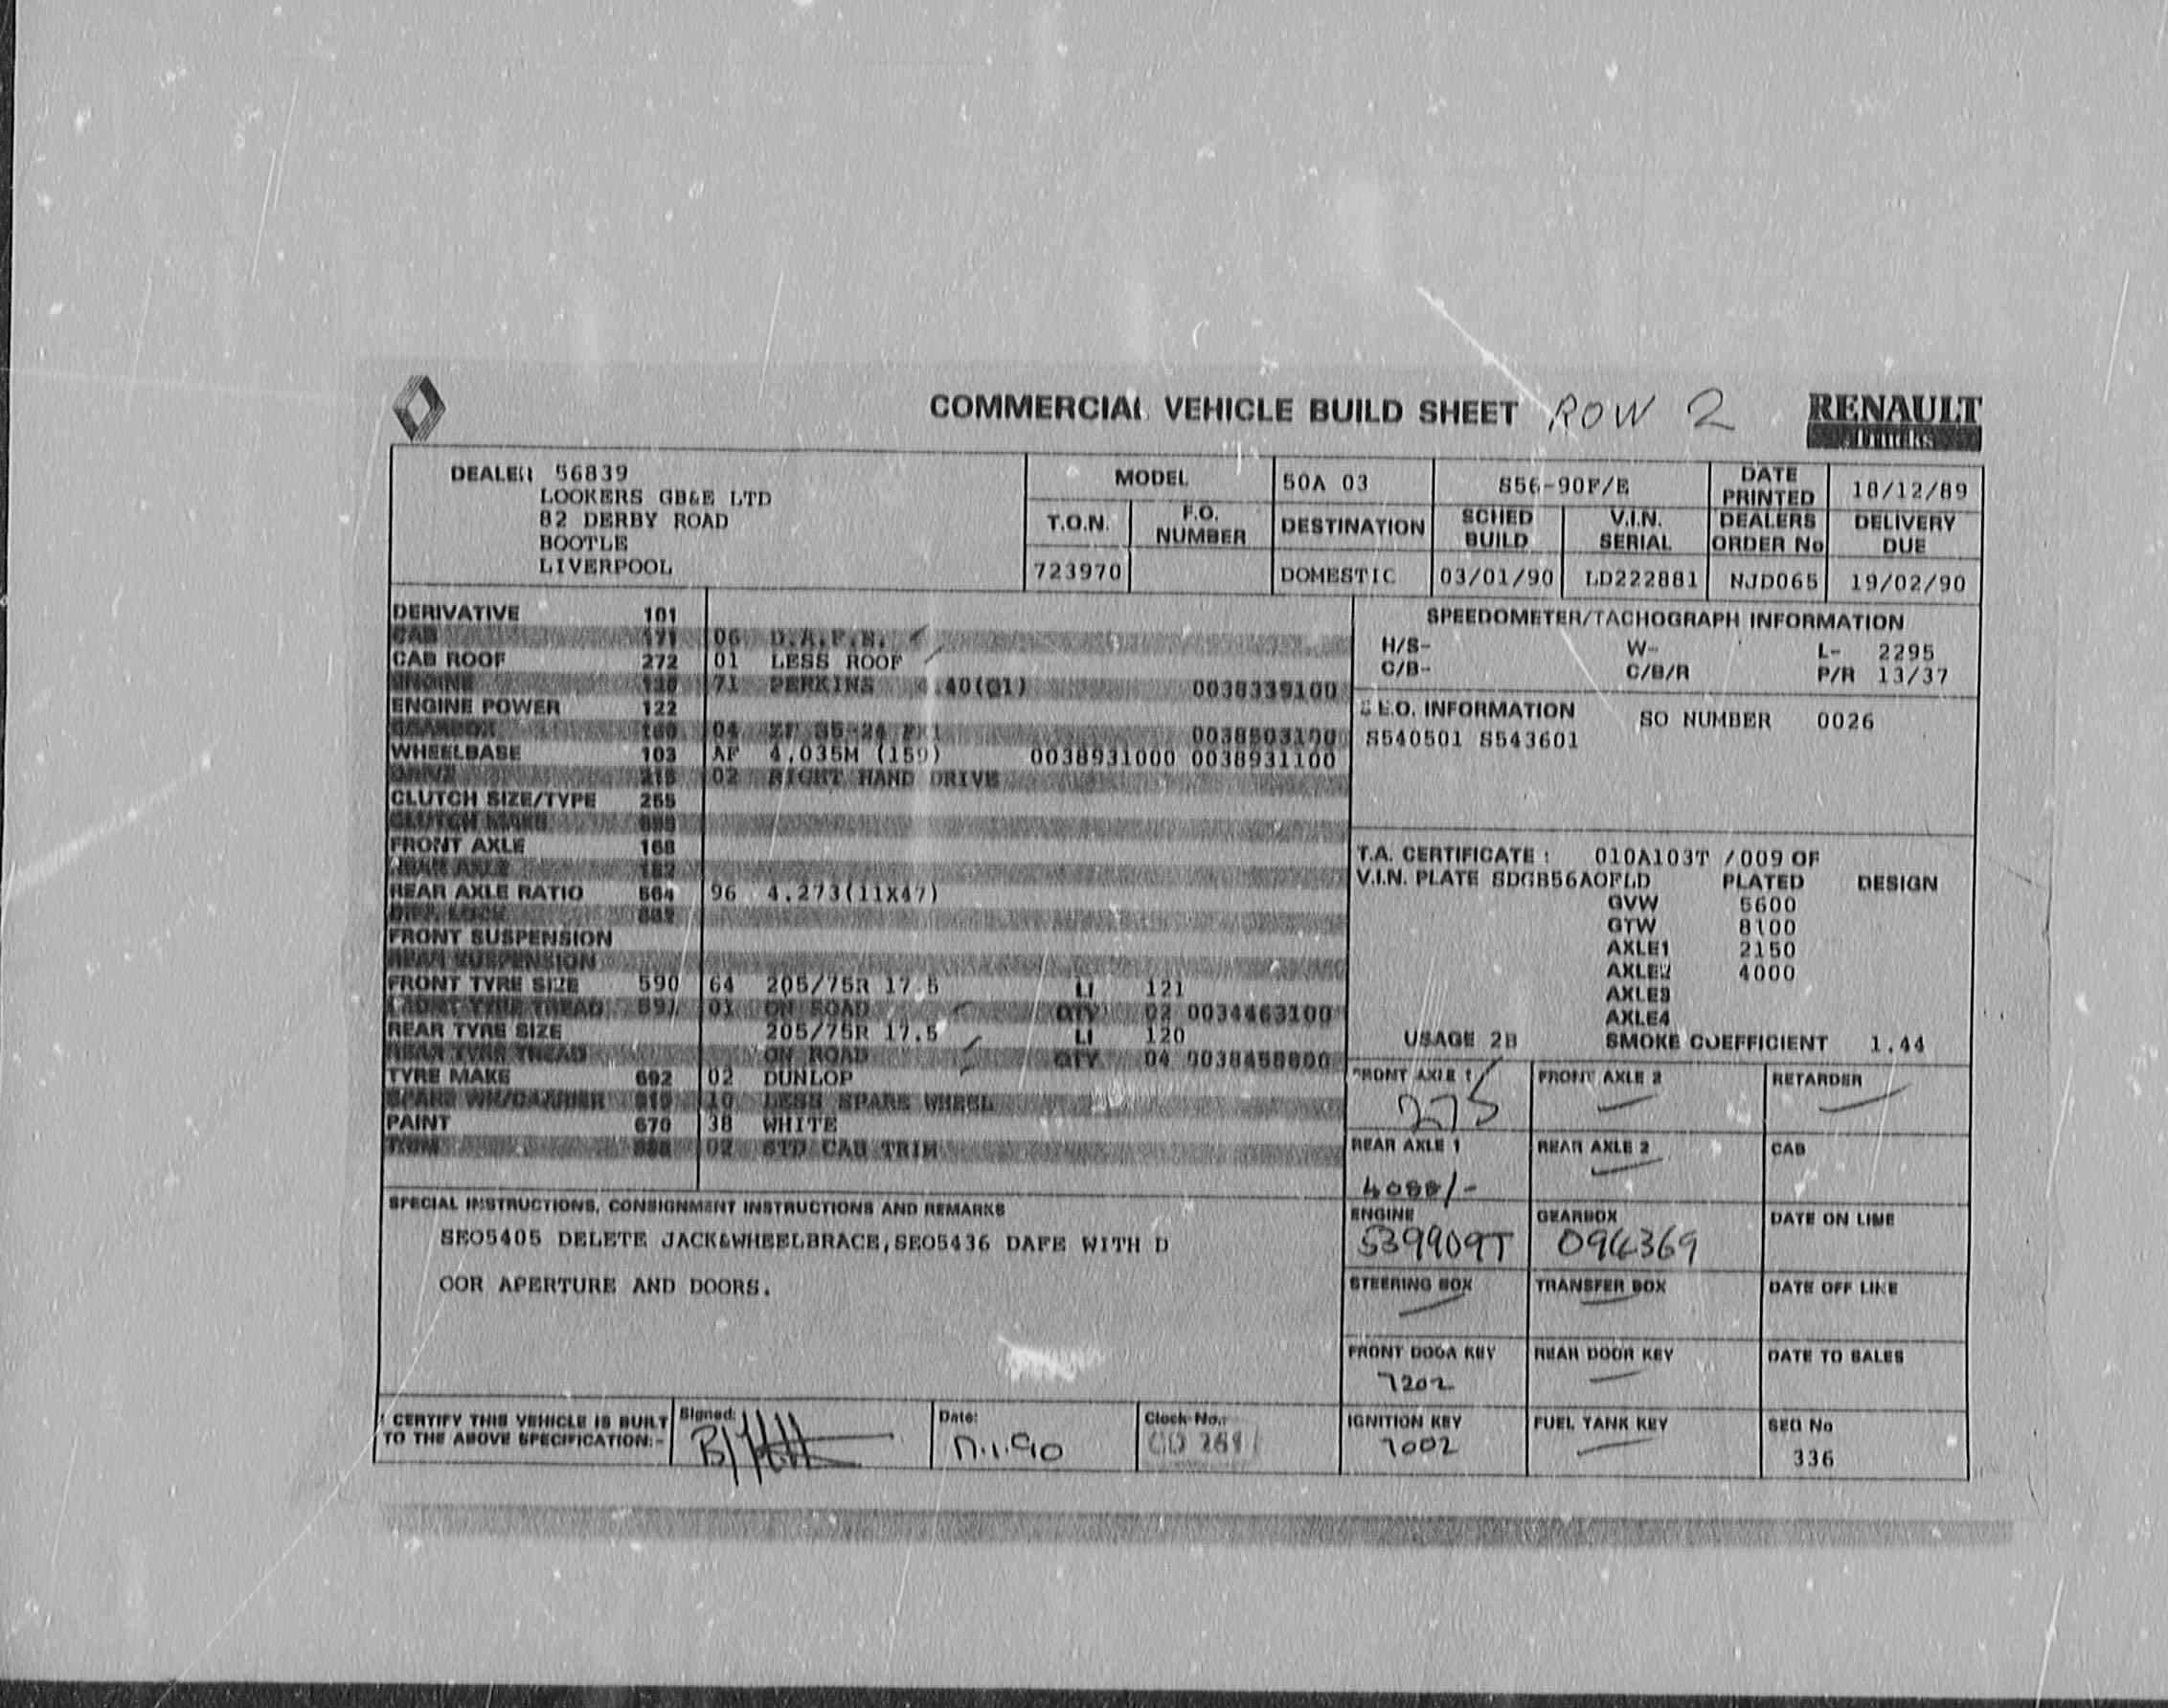 COMMERCIAL VEHICLE BUILD SHEET ROW 2 RENAULT
Trucks
DEALER 56839
LOOKERS GB&E LTD
82 DERBY ROAD
BOOTLE
LIVERPOOL
MODEL 50A 03 S56-90F/E DATE PRINTED 18/12/89
T.O.N. F.O. NUMBER DESTINATION SCHED BUILD V.I.N. SERIAL DEALERS ORDER No DELIVERY DUE
723970 DOMESTIC 03/01/90 LD222881 NJD065 19/02/90
DERIVATIVE 101
CAB 171 06 D.A.F.E.
CAB ROOF 272 01 LESS ROOF
ENGINE 71 PERKINS 40(Q1) 0038339100
ENGINE POWER 122
GEARBOX 04 ZF S5-24 0038503100
WHEELBASE 103 AF 4.035M (159) 0038931000 0038931100
DRIVE 02 RIGHT HAND DRIVE
CLUTCH SIZE/TYPE 255
CLUTCH MAKE
FRONT AXLE 168
REAR AXLE 182
REAR AXLE RATIO 564 96 4.273(11X47)
DIFF. LOCK
FRONT SUSPENSION
REAR SUSPENSION
FRONT TYRE SIZE 590 64 205/75R 17.5 LI 121
FRONT TYRE TREAD 591 01 ON ROAD QTY 02 0034463100
REAR TYRE SIZE 205/75R 17.5 LI 120
REAR TYRE TREAD ON ROAD QTY 04 0038458800
TYRE MAKE 692 02 DUNLOP
SPARE WH/CARRIER 10 LESS SPARE WHEEL
PAINT 670 38 WHITE
TRIM 02 STD CAB TRIM
SPECIAL INSTRUCTIONS, CONSIGNMENT INSTRUCTIONS AND REMARKS
SEO5405 DELETE JACK&WHEELBRACE,SEO5436 DAFE WITH D
OOR APERTURE AND DOORS.
CERTIFY THIS VEHICLE IS BUILT
TO THE ABOVE SPECIFICATION:-
Signed:
Date:
Clock No.:
SPEEDOMETER/TACHOGRAPH INFORMATION
H/S- W- L- 2295
C/B- C/B/R P/R 13/37
S.E.O. INFORMATION SO NUMBER 0026
S540501 S543601
T.A. CERTIFICATE : 010A103T /009 OF
V.I.N. PLATE SDGB56AOFLD PLATED DESIGN
GVW 5600
GTW 8100
AXLE1 2150
AXLE2 4000
AXLE3
AXLE4
USAGE 2B SMOKE COEFFICIENT 1.44
FRONT AXLE 1 FRONT AXLE 2 RETARDER
275
REAR AXLE 1 REAR AXLE 2 CAB
4088/-
ENGINE GEARBOX DATE ON LINE
539909T 094369
STEERING BOX TRANSFER BOX DATE OFF LINE
FRONT DOOR KEY REAR DOOR KEY DATE TO SALES
7202
IGNITION KEY FUEL TANK KEY SEQ No
7002
336